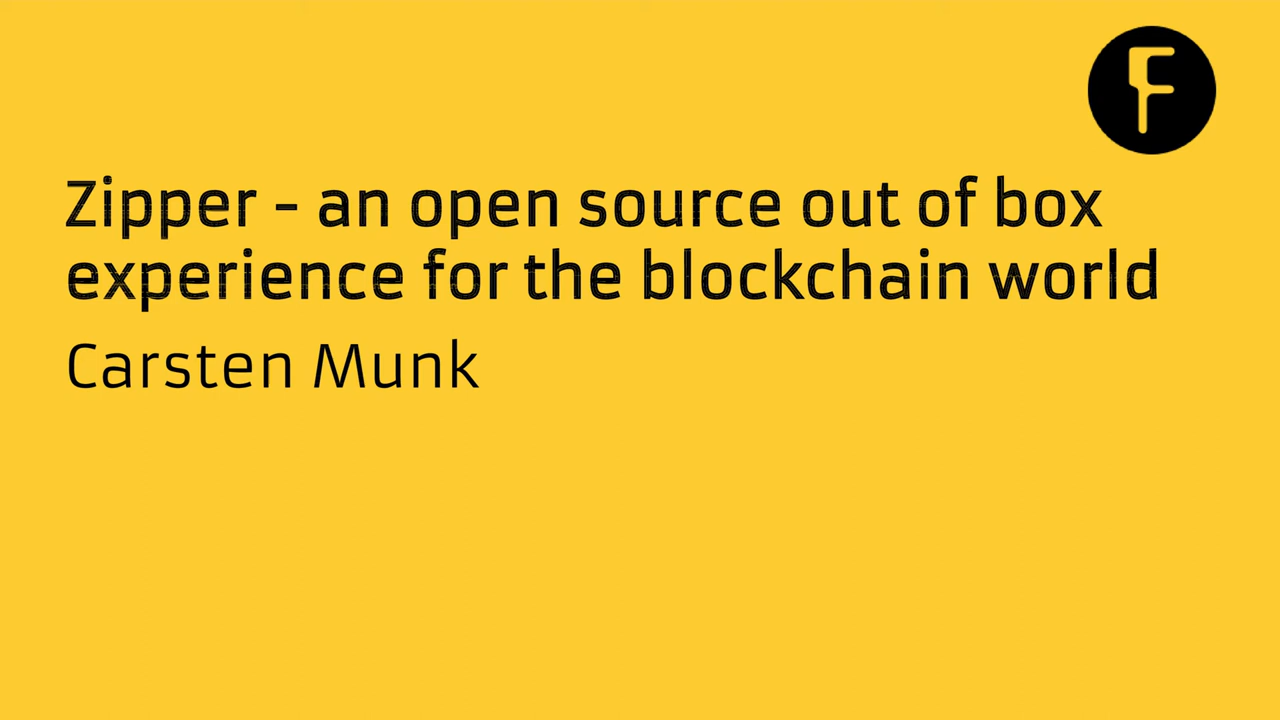 Zipper - an open source out of box
experience for the blockchain world
Carsten Munk